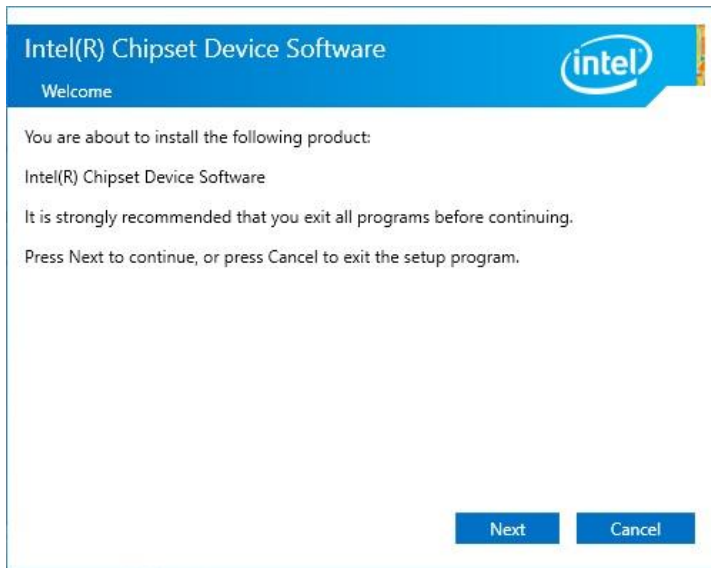 Intel(R) Chipset Device Software
intel
Welcome
You are about to install the following product:
Intel(R) Chipset Device Software
It is strongly recommended that you exit all programs before continuing.
Press Next to continue, or press Cancel to exit the setup program.
Next Cancel